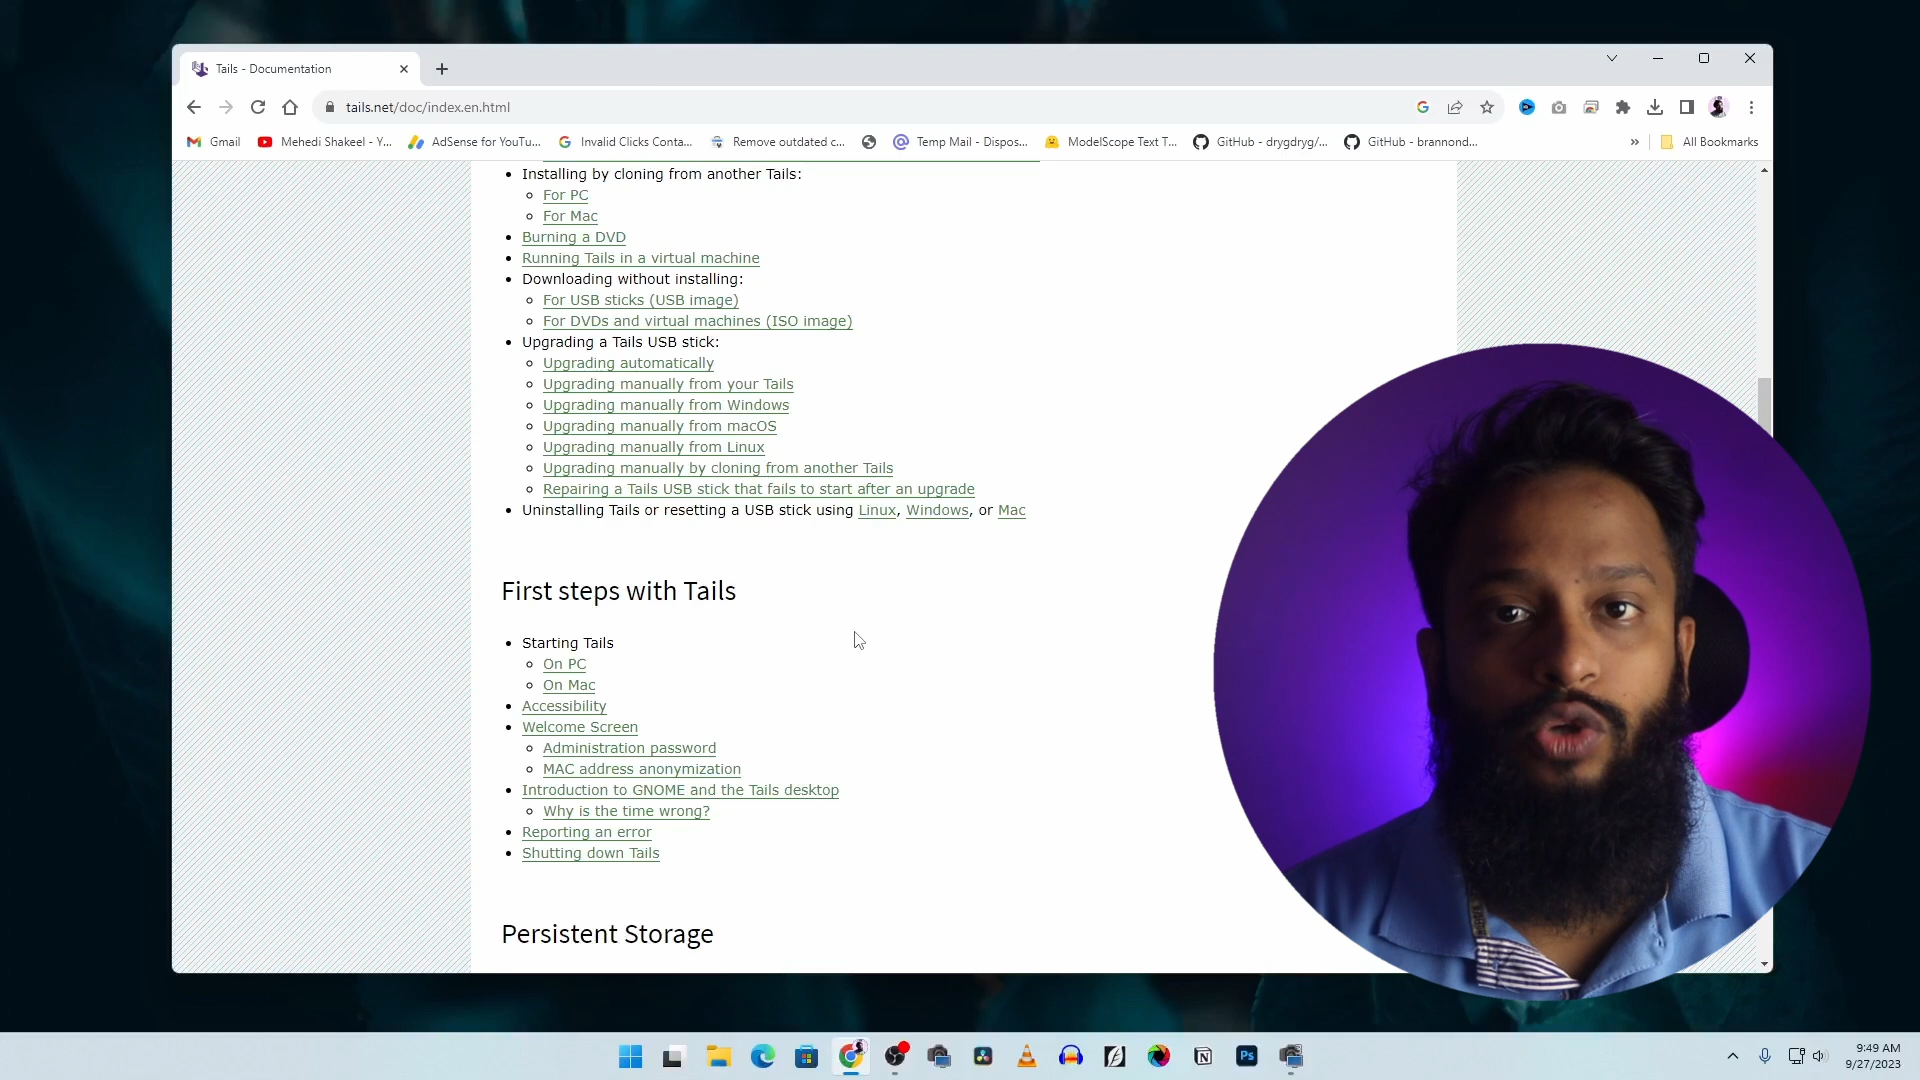 Tails - Documentation
tails.net/doc/index.en.html
Gmail
Mehedi Shakeel - Y...
AdSense for YouTu...
Invalid Clicks Conta...
Remove outdated c...
Temp Mail - Dispos...
ModelScope Text T...
GitHub - drygdryg/...
GitHub - brannond...
All Bookmarks
Installing by cloning from another Tails:
For PC
For Mac
Burning a DVD
Running Tails in a virtual machine
Downloading without installing:
For USB sticks (USB image)
For DVDs and virtual machines (ISO image)
Upgrading a Tails USB stick:
Upgrading automatically
Upgrading manually from your Tails
Upgrading manually from Windows
Upgrading manually from macOS
Upgrading manually from Linux
Upgrading manually by cloning from another Tails
Repairing a Tails USB stick that fails to start after an upgrade
Uninstalling Tails or resetting a USB stick using Linux, Windows, or Mac
First steps with Tails
Starting Tails
On PC
On Mac
Accessibility
Welcome Screen
Administration password
MAC address anonymization
Introduction to GNOME and the Tails desktop
Why is the time wrong?
Reporting an error
Shutting down Tails
Persistent Storage
Ps
9:49 AM
9/27/2023